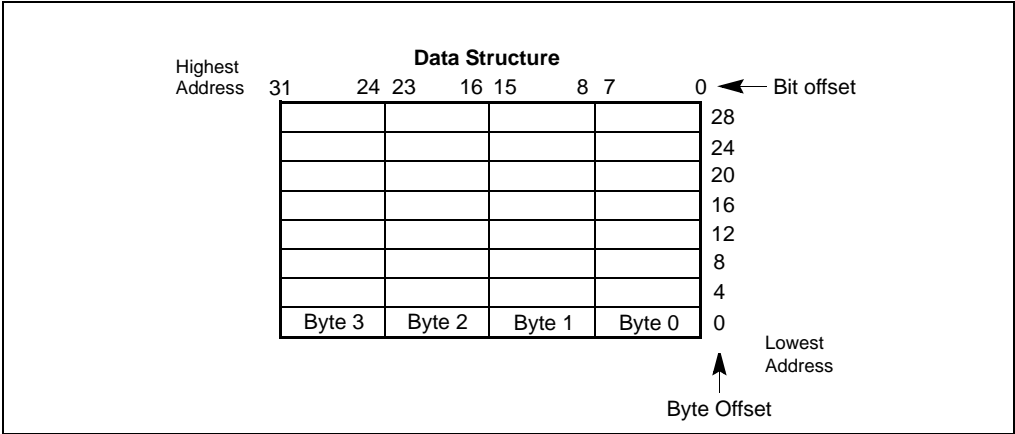 Data Structure
Highest
Address
31 24 23 16 15 8 7 0 Bit offset
28
24
20
16
12
8
4
Byte 3 Byte 2 Byte 1 Byte 0 0
Lowest
Address
Byte Offset